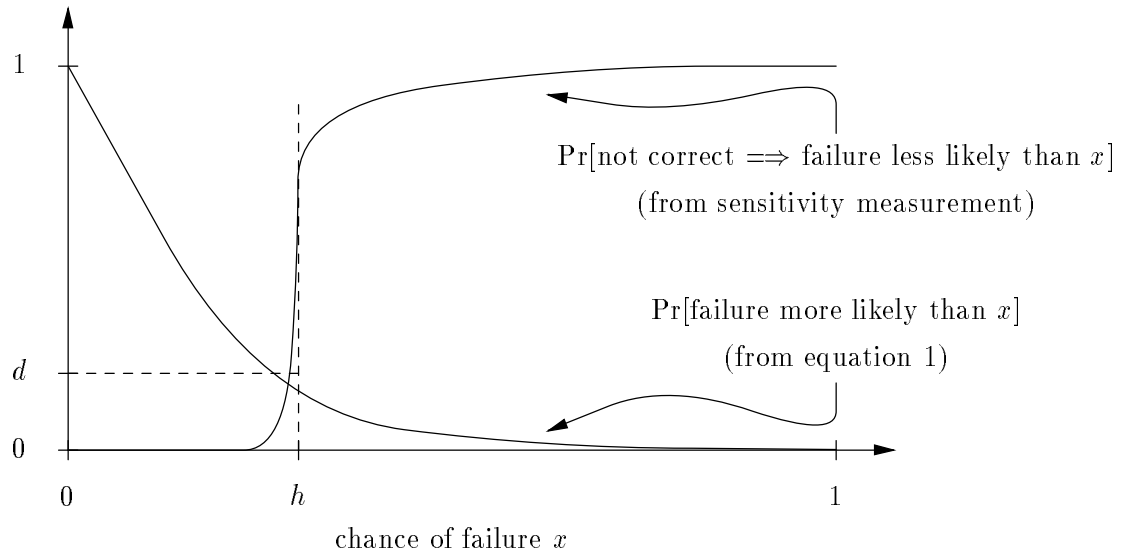 1
Pr[not correct ⟹ failure less likely than x]
(from sensitivity measurement)
Pr[failure more likely than x]
(from equation 1)
d
0
0 h 1
chance of failure x